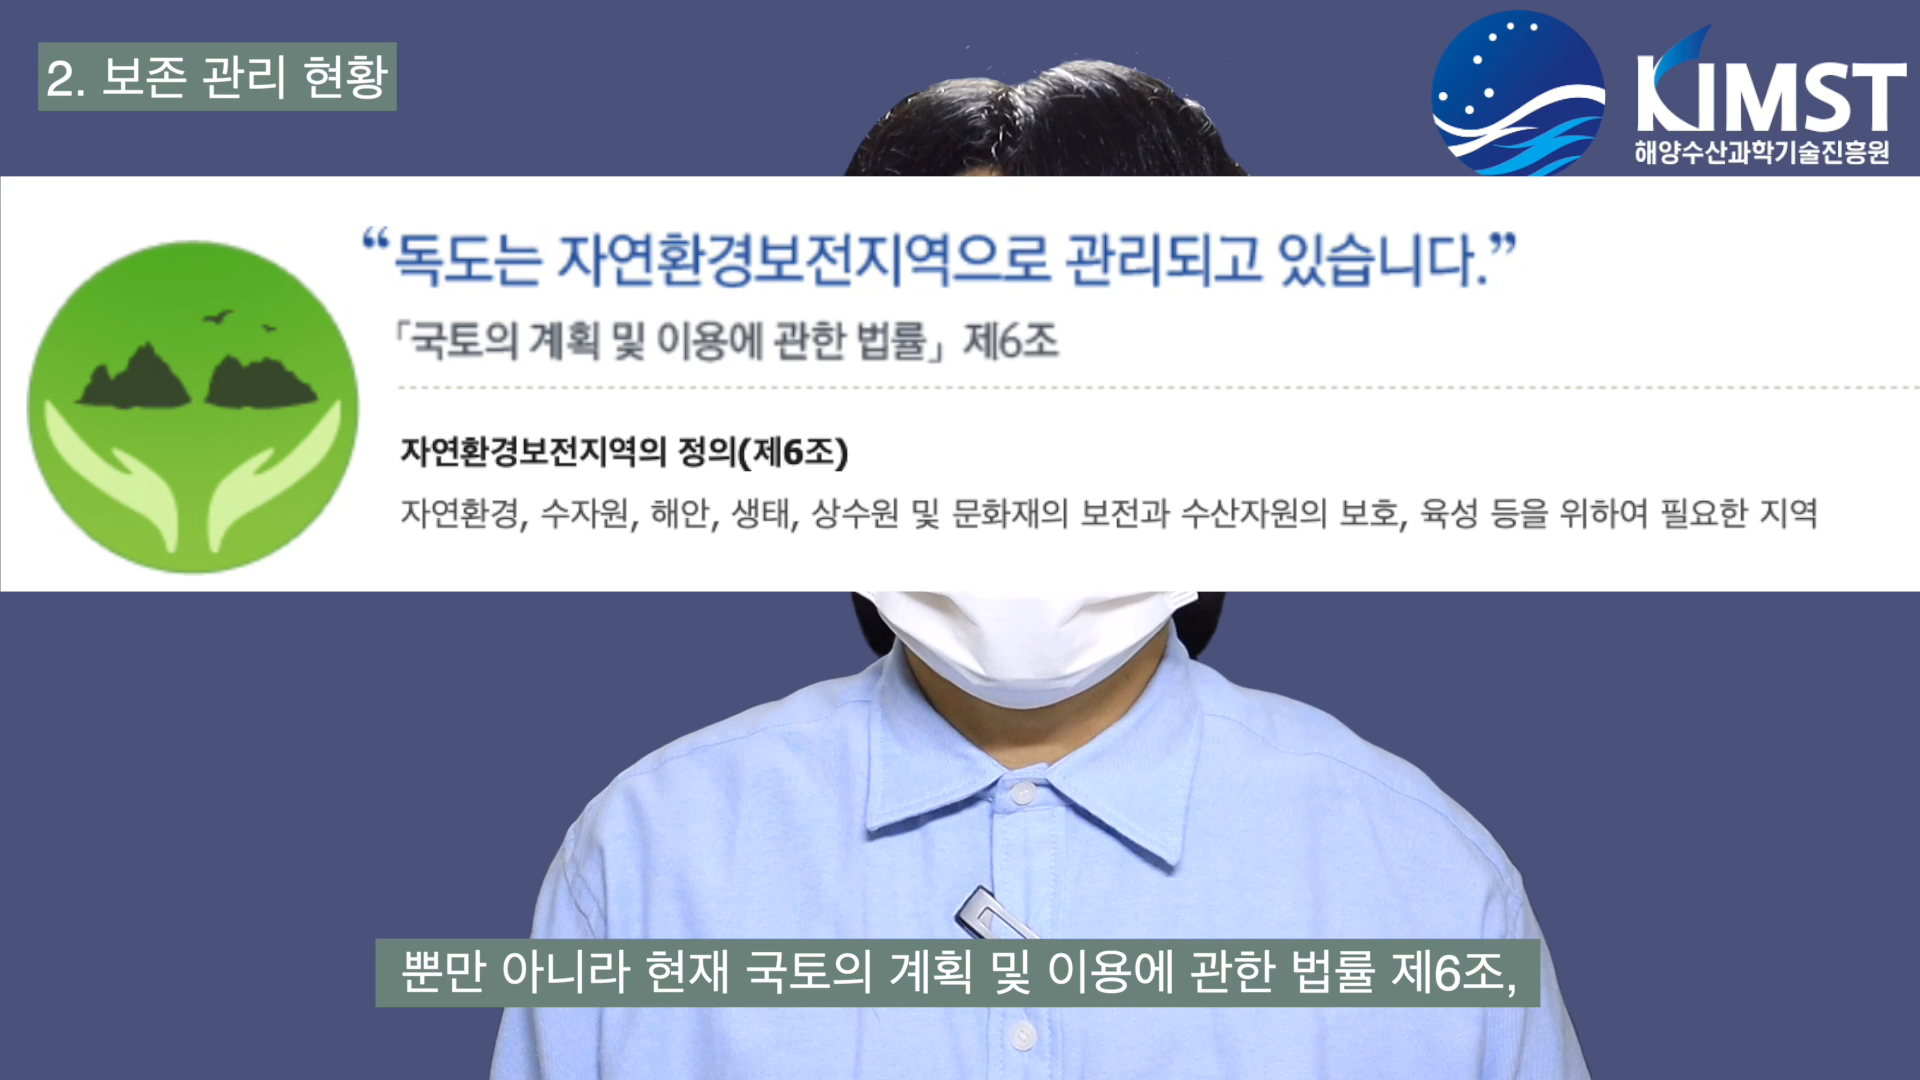 2. 보존 관리 현황
KIMST
해양수산과학기술진흥원
“독도는 자연환경보전지역으로 관리되고 있습니다.”
「국토의 계획 및 이용에 관한 법률」 제6조
자연환경보전지역의 정의(제6조)
자연환경, 수자원, 해안, 생태, 상수원 및 문화재의 보전과 수산자원의 보호, 육성 등을 위하여 필요한 지역
뿐만 아니라 현재 국토의 계획 및 이용에 관한 법률 제6조,